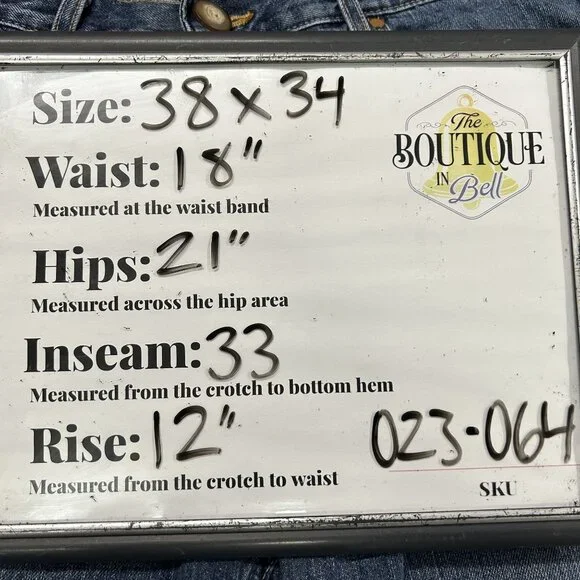 Size: 38 x 34
The
BOUTIQUE
IN
Bell
Waist: 18"
Measured at the waist band
Hips: 21"
Measured across the hip area
Inseam: 33
Measured from the crotch to bottom hem
Rise: 12"
Measured from the crotch to waist
023-064
SKU